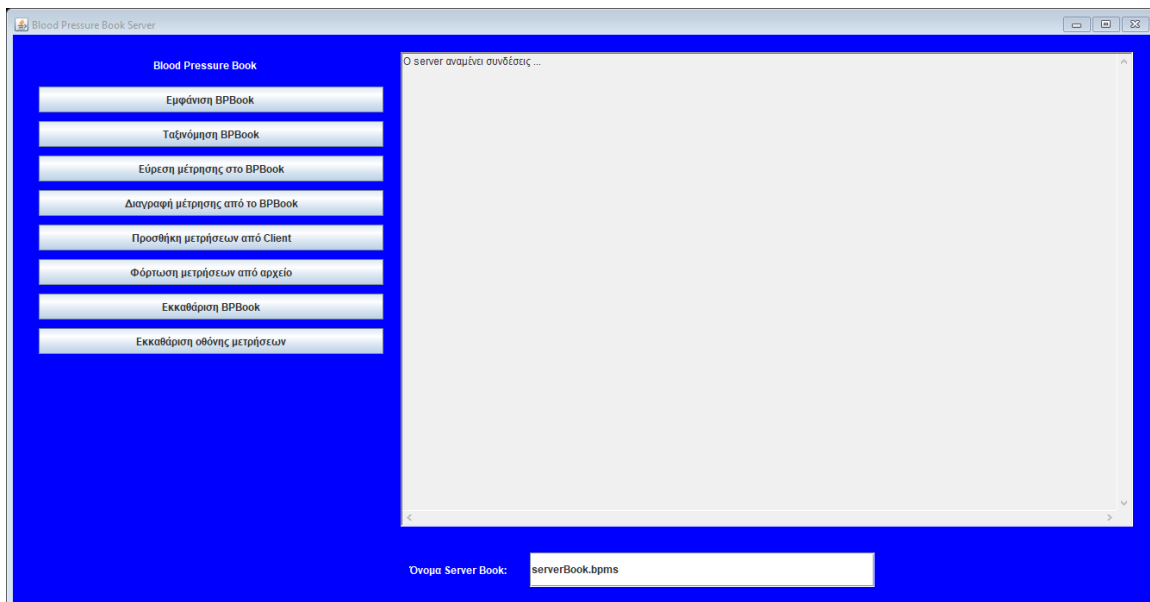 Blood Pressure Book Server
Blood Pressure Book
Εμφάνιση BPBook
Ταξινόμηση BPBook
Εύρεση μέτρησης στο BPBook
Διαγραφή μέτρησης από το BPBook
Προσθήκη μετρήσεων από Client
Φόρτωση μετρήσεων από αρχείο
Εκκαθάριση BPBook
Εκκαθάριση οθόνης μετρήσεων
Ο server αναμένει συνδέσεις ...
Όνομα Server Book:
serverBook.bpms